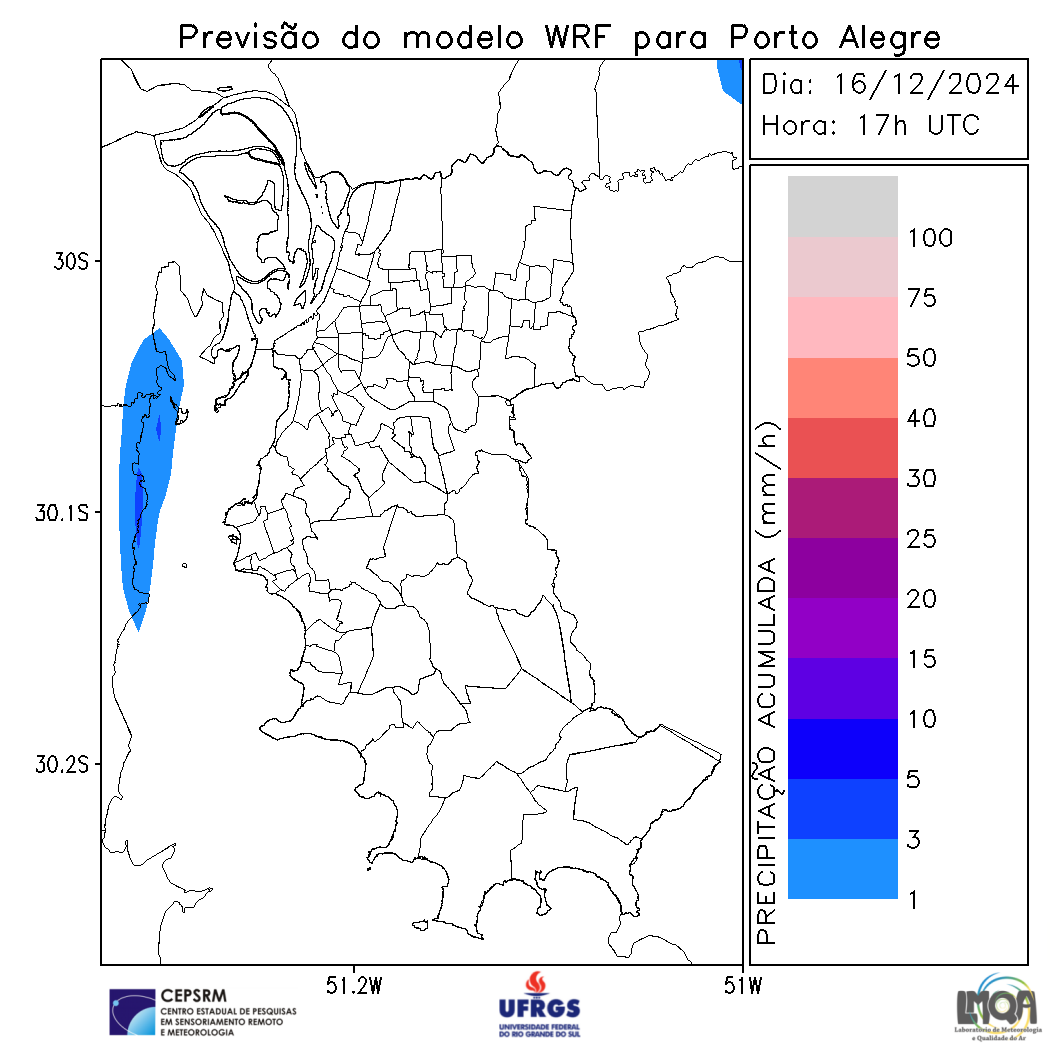 Previsão do modelo WRF para Porto Alegre
Dia: 16/12/2024
Hora: 17h UTC
30S
30.1S
30.2S
51.2W
51W
PRECIPITAÇÃO ACUMULADA (mm/h)
100
75
50
40
30
25
20
15
10
5
3
1
CEPSRM
CENTRO ESTADUAL DE PESQUISAS
EM SENSORIAMENTO REMOTO
E METEOROLOGIA
UFRGS
UNIVERSIDADE FEDERAL
DO RIO GRANDE DO SUL
LMQA
Laboratório de Meteorologia
e Qualidade do Ar